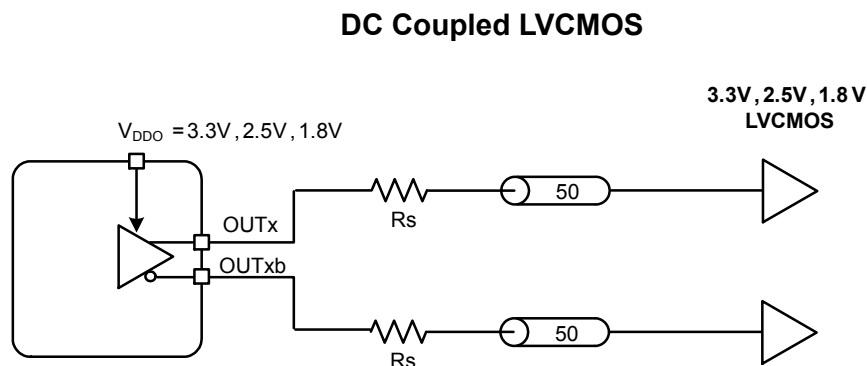 DC Coupled LVCMOS
3.3V, 2.5V, 1.8 V
LVCMOS
VDDO = 3.3V, 2.5V, 1.8V
OUTx
Rs
50
OUTxb
Rs
50